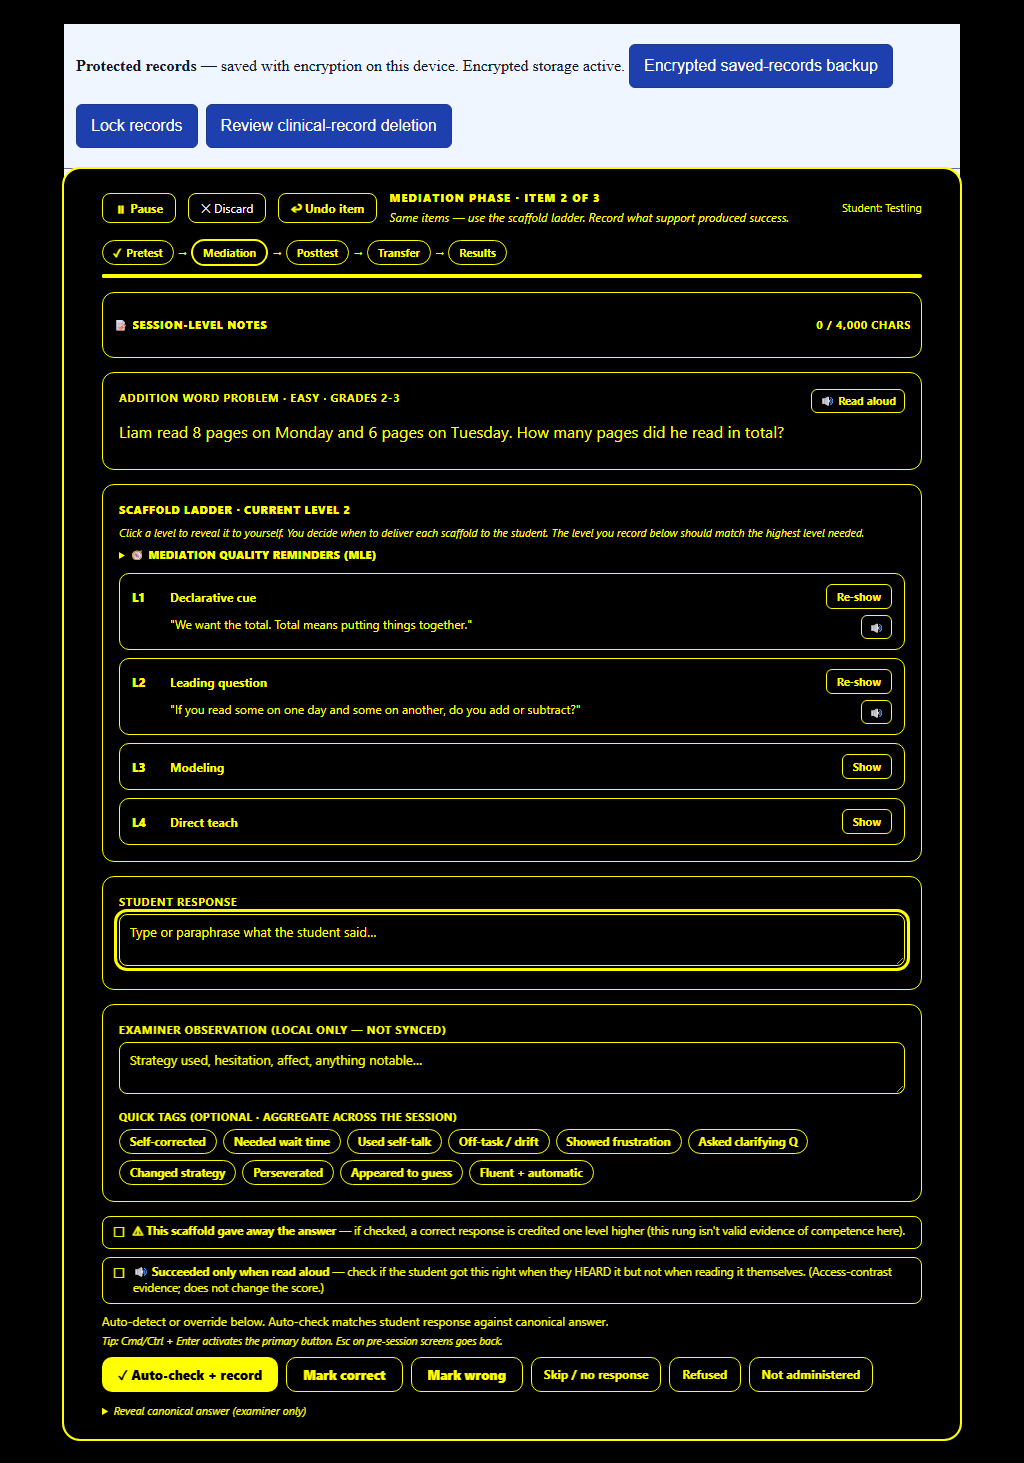 Protected records — saved with encryption on this device. Encrypted storage active. Encrypted saved-records backup
Lock records Review clinical-record deletion
⏸ Pause ✕ Discard ↩ Undo item MEDIATION PHASE · ITEM 2 OF 3
Same items — use the scaffold ladder. Record what support produced success.
Student: Testling
✓ Pretest → Mediation → Posttest → Transfer → Results
📝 SESSION-LEVEL NOTES 0 / 4,000 CHARS
ADDITION WORD PROBLEM · EASY · GRADES 2-3 🔊 Read aloud
Liam read 8 pages on Monday and 6 pages on Tuesday. How many pages did he read in total?
SCAFFOLD LADDER · CURRENT LEVEL 2
Click a level to reveal it to yourself. You decide when to deliver each scaffold to the student. The level you record below should match the highest level needed.
▶ 🧭 MEDIATION QUALITY REMINDERS (MLE)
L1 Declarative cue Re-show
"We want the total. Total means putting things together." 🔊
L2 Leading question Re-show
"If you read some on one day and some on another, do you add or subtract?" 🔊
L3 Modeling Show
L4 Direct teach Show
STUDENT RESPONSE
Type or paraphrase what the student said...
EXAMINER OBSERVATION (LOCAL ONLY — NOT SYNCED)
Strategy used, hesitation, affect, anything notable...
QUICK TAGS (OPTIONAL · AGGREGATE ACROSS THE SESSION)
Self-corrected Needed wait time Used self-talk Off-task / drift Showed frustration Asked clarifying Q
Changed strategy Perseverated Appeared to guess Fluent + automatic
⚠ This scaffold gave away the answer — if checked, a correct response is credited one level higher (this rung isn't valid evidence of competence here).
🔊 Succeeded only when read aloud — check if the student got this right when they HEARD it but not when reading it themselves. (Access-contrast
evidence; does not change the score.)
Auto-detect or override below. Auto-check matches student response against canonical answer.
Tip: Cmd/Ctrl + Enter activates the primary button. Esc on pre-session screens goes back.
✓ Auto-check + record Mark correct Mark wrong Skip / no response Refused Not administered
▶ Reveal canonical answer (examiner only)